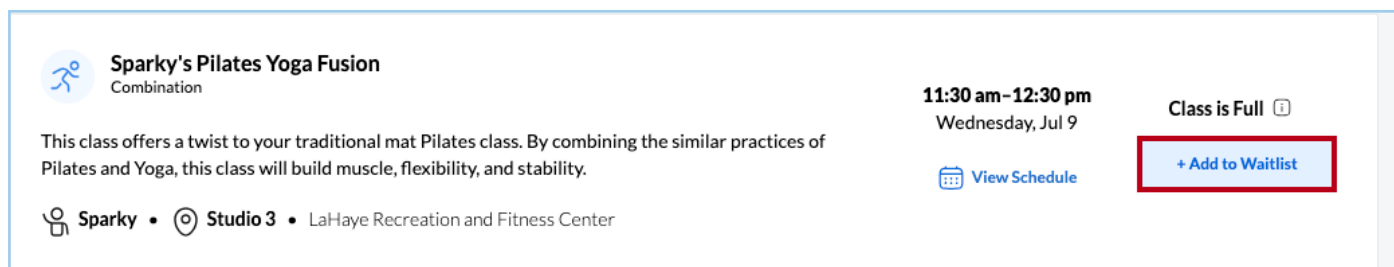 Sparky's Pilates Yoga Fusion
Combination
This class offers a twist to your traditional mat Pilates class. By combining the similar practices of
Pilates and Yoga, this class will build muscle, flexibility, and stability.
Sparky • Studio 3 • LaHaye Recreation and Fitness Center
11:30 am–12:30 pm
Wednesday, Jul 9
View Schedule
Class is Full
+ Add to Waitlist